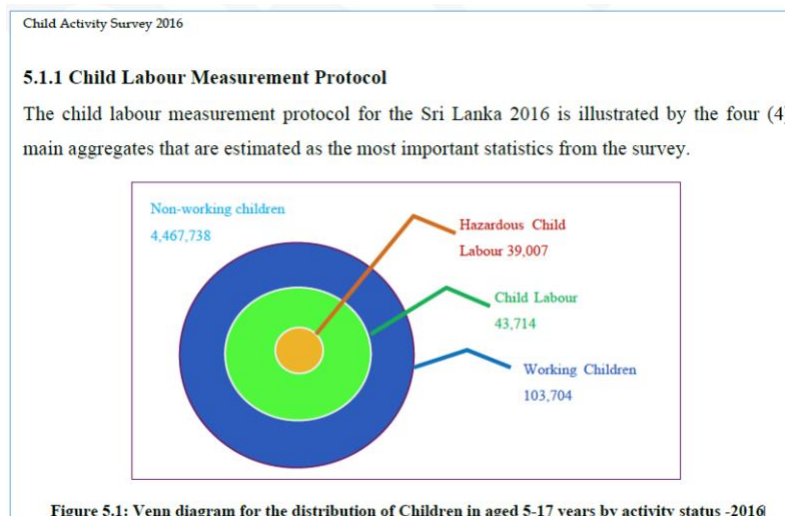 Child Activity Survey 2016
5.1.1 Child Labour Measurement Protocol
The child labour measurement protocol for the Sri Lanka 2016 is illustrated by the four (4)
main aggregates that are estimated as the most important statistics from the survey.
Non-working children
4,467,738
Hazardous Child
Labour 39,007
Child Labour
43,714
Working Children
103,704
Figure 5.1: Venn diagram for the distribution of Children in aged 5-17 years by activity status -2016